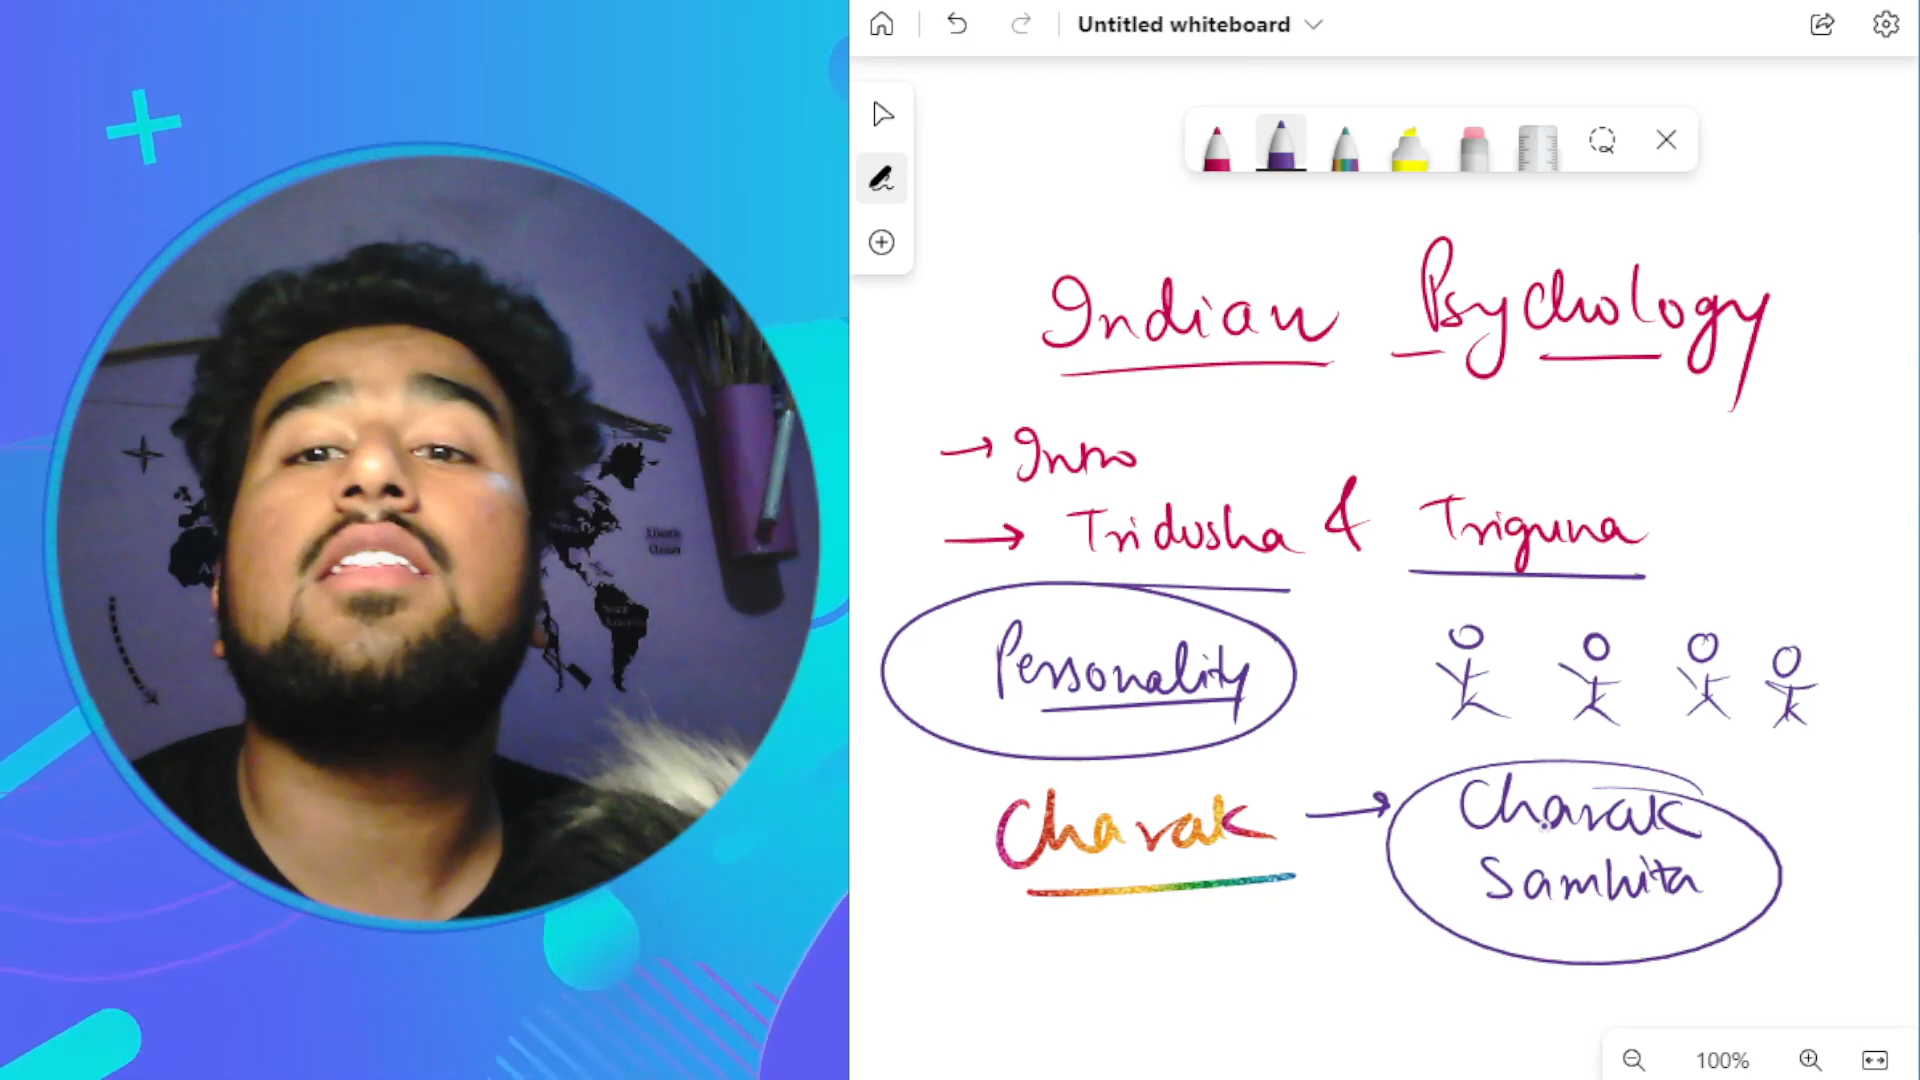 Untitled whiteboard
Indian Psychology
→ Intro
→ Tridosha & Triguna
Personality
Charak → Charak
Samhita
100%